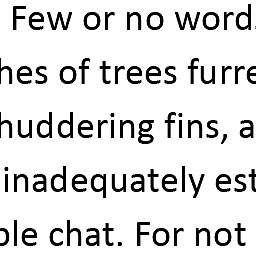 Few or no word
hes of trees furre
huddering fins, a
inadequately est
ple chat. For not